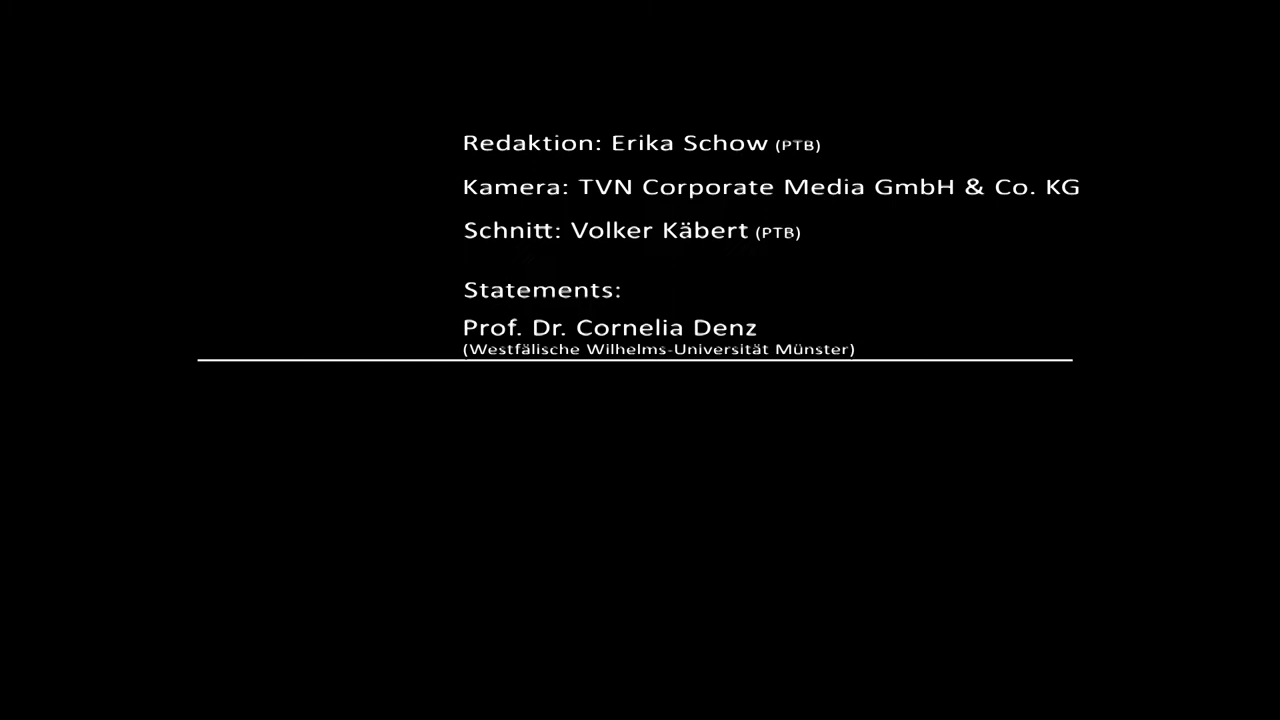 Redaktion: Erika Schow (PTB)
Kamera: TVN Corporate Media GmbH & Co. KG
Schnitt: Volker Käbert (PTB)
Statements:
Prof. Dr. Cornelia Denz
(Westfälische Wilhelms-Universität Münster)